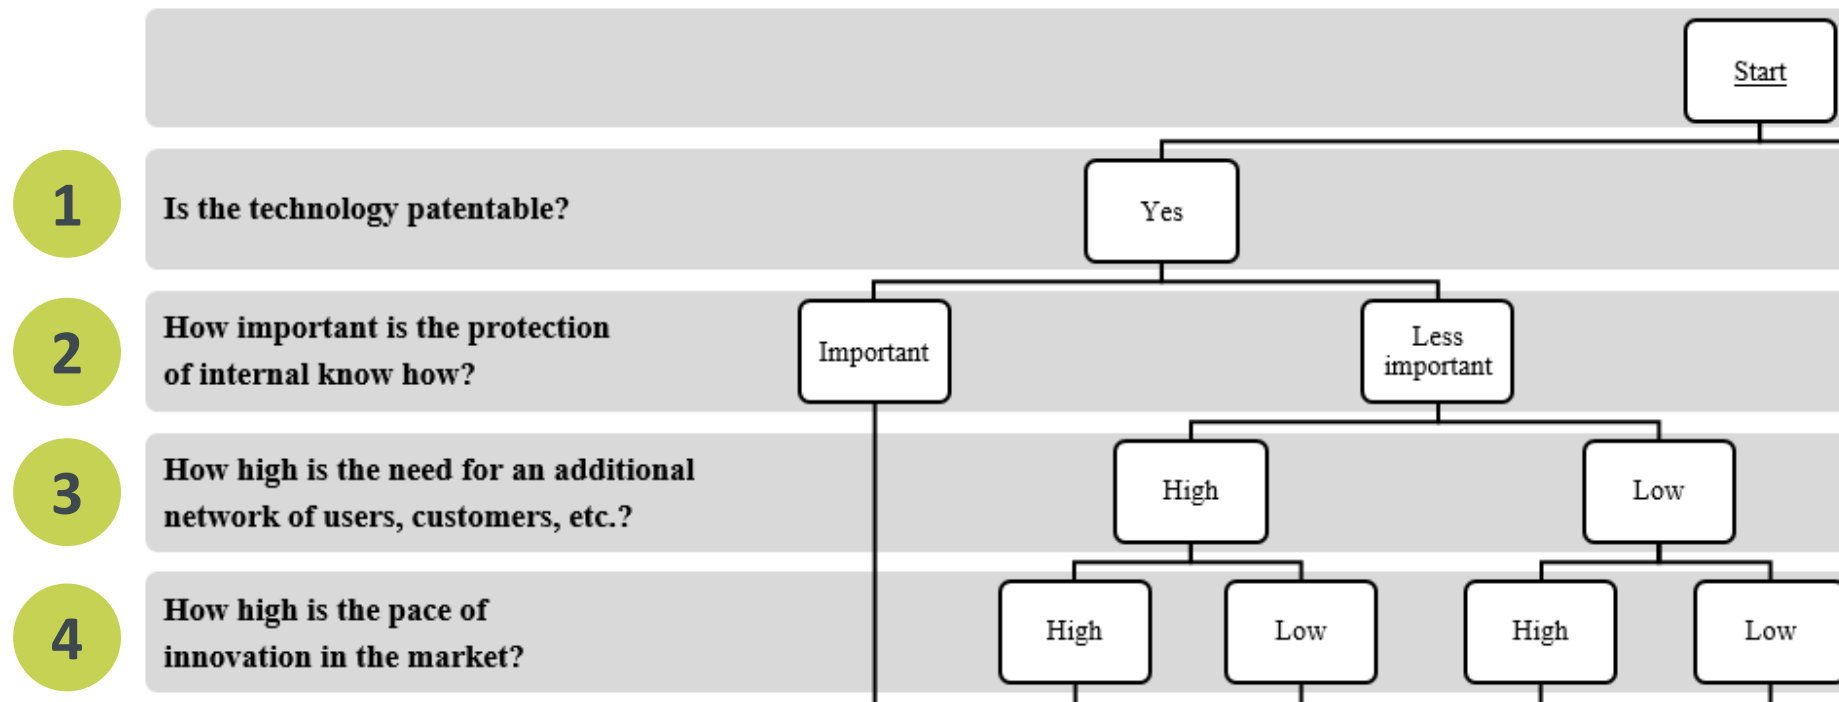 Start
1
Is the technology patentable?
Yes
2
How important is the protection
of internal know how?
Important
Less
important
3
How high is the need for an additional
network of users, customers, etc.?
High
Low
4
How high is the pace of
innovation in the market?
High
Low
High
Low